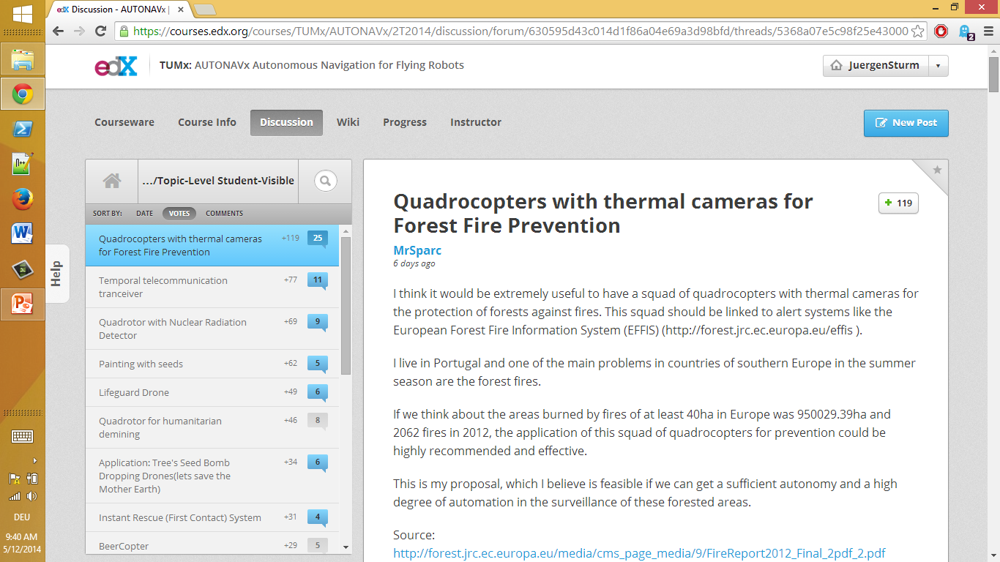 edX Discussion - AUTONAVx |
https://courses.edx.org/courses/TUMx/AUTONAVx/2T2014/discussion/forum/630595d43c014d1f86a04e69a3d98bfd/threads/5368a07e5c98f25e43000
2
edX
TUMx: AUTONAVx Autonomous Navigation for Flying Robots
JuergenSturm
Courseware
Course Info
Discussion
Wiki
Progress
Instructor
New Post
.../Topic-Level Student-Visible
SORT BY:
DATE
VOTES
COMMENTS
Quadrocopters with thermal cameras
for Forest Fire Prevention
+119
25
Temporal telecommunication
tranceiver
+77
11
Quadrotor with Nuclear Radiation
Detector
+69
9
Painting with seeds
+62
5
Lifeguard Drone
+49
6
Quadrotor for humanitarian
demining
+46
8
Application: Tree's Seed Bomb
Dropping Drones(lets save the
Mother Earth)
+34
6
Instant Rescue (First Contact) System
+31
4
BeerCopter
+29
5
Quadrocopters with thermal cameras for
Forest Fire Prevention
+ 119
MrSparc
6 days ago
I think it would be extremely useful to have a squad of quadrocopters with thermal cameras for
the protection of forests against fires. This squad should be linked to alert systems like the
European Forest Fire Information System (EFFIS) (http://forest.jrc.ec.europa.eu/effis ).
I live in Portugal and one of the main problems in countries of southern Europe in the summer
season are the forest fires.
If we think about the areas burned by fires of at least 40ha in Europe was 950029.39ha and
2062 fires in 2012, the application of this squad of quadrocopters for prevention could be
highly recommended and effective.
This is my proposal, which I believe is feasible if we can get a sufficient autonomy and a high
degree of automation in the surveillance of these forested areas.
Source:
http://forest.jrc.ec.europa.eu/media/cms_page_media/9/FireReport2012_Final_2pdf_2.pdf
Help
N++
W
P
DEU
9:40 AM
5/12/2014